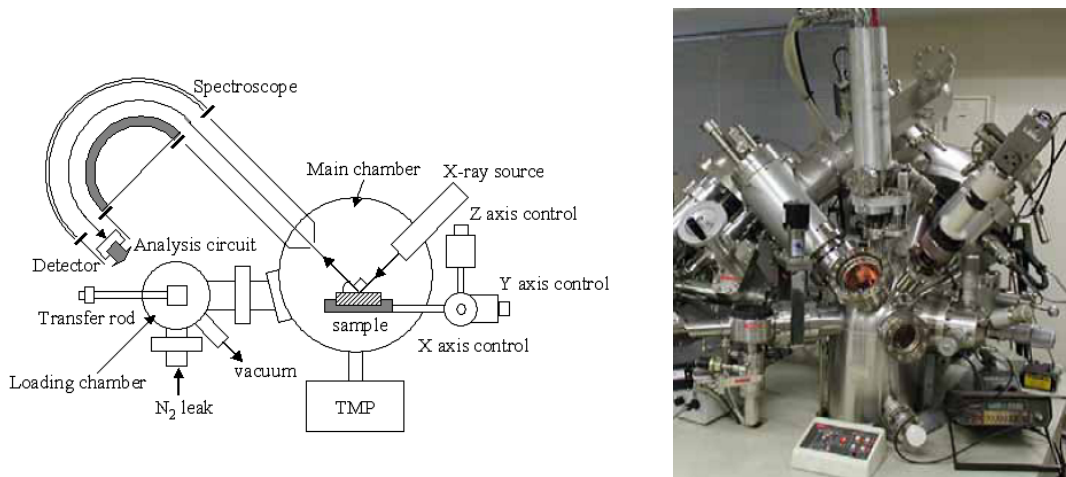 Spectroscope
Main chamber
X-ray source
Z axis control
Analysis circuit
Detector
Y axis control
Transfer rod
sample
X axis control
Loading chamber
vacuum
N₂ leak
TMP